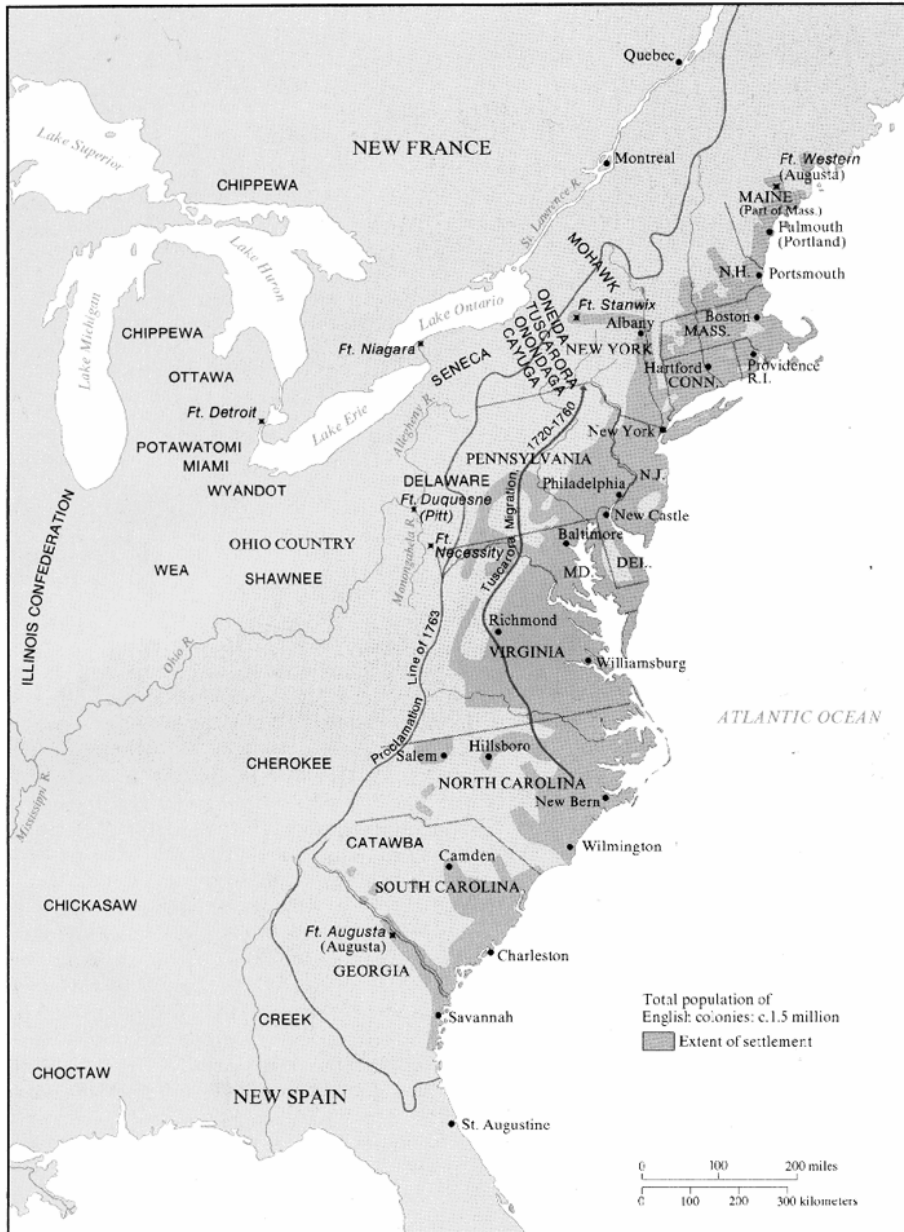 Quebec
Lake Superior
NEW FRANCE
Montreal
Ft. Western
(Augusta)
CHIPPEWA
MAINE
(Part of Mass.)
St. Lawrence R.
Falmouth
(Portland)
Lake Huron
MOHAWK
N.H.
Portsmouth
Lake Michigan
Lake Ontario
ONEIDA
TUSCARORA
ONONDAGA
CAYUGA
Ft. Stanwix
Boston
Albany
MASS.
CHIPPEWA
Ft. Niagara
SENECA
NEW YORK
Hartford
CONN.
Providence
R.I.
OTTAWA
Ft. Detroit
Lake Erie
Allegheny R.
1720-1760
New York
POTAWATOMI
MIAMI
PENNSYLVANIA
N.J.
WYANDOT
DELAWARE
Philadelphia
Ft. Duquesne
(Pitt)
New Castle
ILLINOIS CONFEDERATION
OHIO COUNTRY
Monongahela R.
Ft.
Necessity
Tuscarora Migration
Baltimore
WEA
SHAWNEE
MD.
DEL.
Richmond
VIRGINIA
Ohio R.
Proclamation Line of 1763
Williamsburg
ATLANTIC OCEAN
CHEROKEE
Salem
Hillsboro
Mississippi R.
NORTH CAROLINA
New Bern
CATAWBA
Wilmington
Camden
CHICKASAW
SOUTH CAROLINA
Ft. Augusta
(Augusta)
Charleston
GEORGIA
Total population of
English colonies: c.1.5 million
Extent of settlement
CREEK
Savannah
CHOCTAW
NEW SPAIN
St. Augustine
0 100 200 miles
0 100 200 300 kilometers